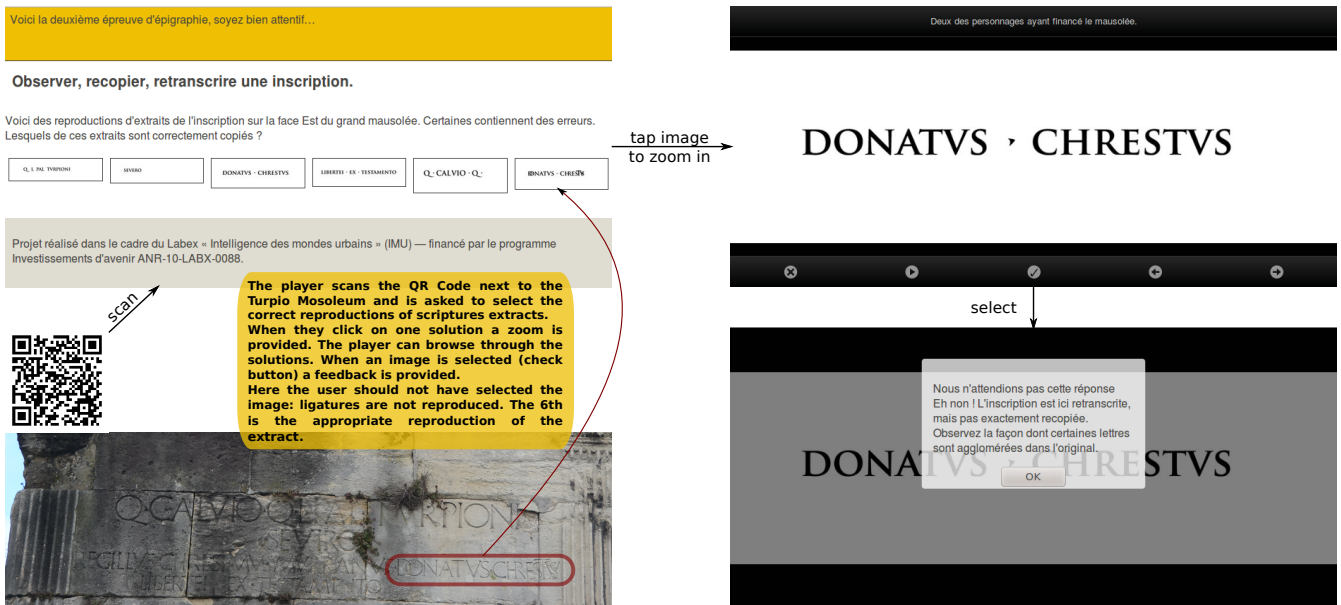 Voici la deuxième épreuve d'épigraphie, soyez bien attentif...
Observer, recopier, retranscrire une inscription.
Voici des reproductions d'extraits de l'inscription sur la face Est du grand mausolée. Certaines contiennent des erreurs.
Lesquels de ces extraits sont correctement copiés ?
Q. L PAL TVRPIONI
SEVERO
DONATVS · CHRESTVS
LIBERTEI · EX · TESTAMENTO
Q · CALVIO · Q ·
Projet réalisé dans le cadre du Labex « Intelligence des mondes urbains » (IMU) — financé par le programme
Investissements d'avenir ANR-10-LABX-0088.
scan
The player scans the QR Code next to the
Turpio Mosoleum and is asked to select the
correct reproductions of scriptures extracts.
When they click on one solution a zoom is
provided. The player can browse through the
solutions. When an image is selected (check
button) a feedback is provided.
Here the user should not have selected the
image: ligatures are not reproduced. The 6th
is the appropriate reproduction of the
extract.
DONATVS CHRESTV
tap image
to zoom in
Deux des personnages ayant financé le mausolée.
DONATVS · CHRESTVS
select
Nous n'attendions pas cette réponse
Eh non ! L'inscription est ici retranscrite,
mais pas exactement recopiée.
Observez la façon dont certaines lettres
sont agglomérées dans l'original.
OK
DONATVS · CHRESTVS